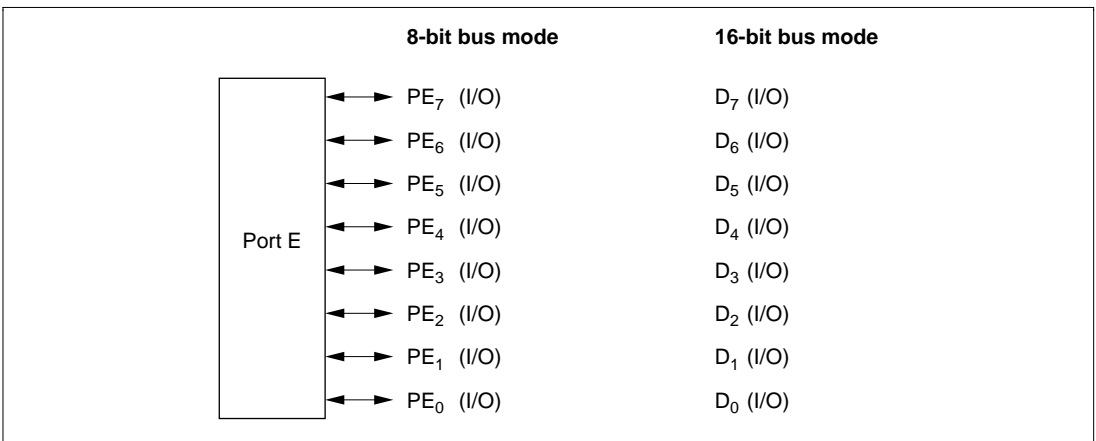 8-bit bus mode 16-bit bus mode
PE₇ (I/O) D₇ (I/O)
PE₆ (I/O) D₆ (I/O)
PE₅ (I/O) D₅ (I/O)
PE₄ (I/O) D₄ (I/O)
Port E
PE₃ (I/O) D₃ (I/O)
PE₂ (I/O) D₂ (I/O)
PE₁ (I/O) D₁ (I/O)
PE₀ (I/O) D₀ (I/O)